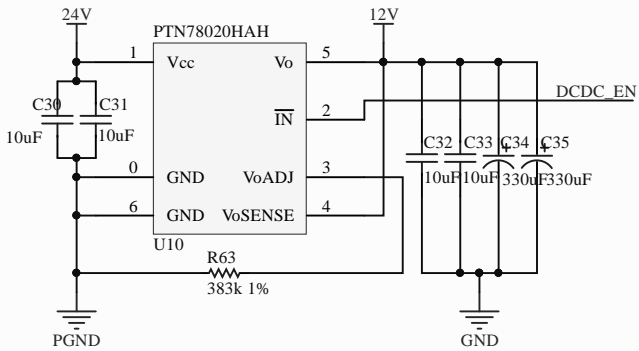 24V
PTN78020HAH
12V
1
Vcc
Vo
5
DCDC_EN
C30
C31
10uF
10uF
IN
2
C32
C33
C34
C35
10uF
10uF
330uF
330uF
0
GND
VoADJ
3
6
GND
VoSENSE
4
U10
R63
383k 1%
PGND
GND